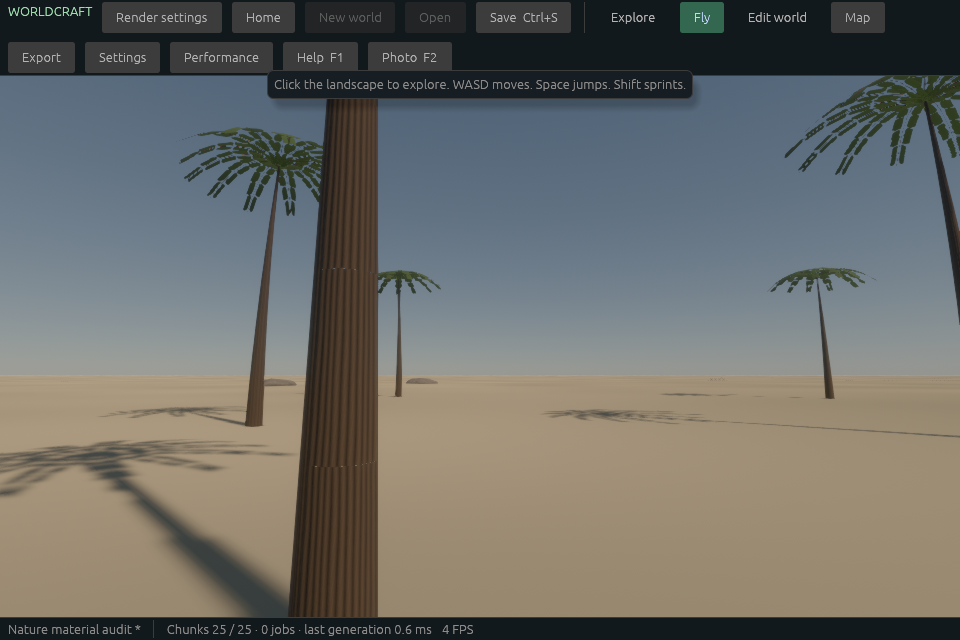 WORLDCRAFT Render settings Home New world Open Save Ctrl+S Explore Fly Edit world Map
Export Settings Performance Help F1 Photo F2
Click the landscape to explore. WASD moves. Space jumps. Shift sprints.
Nature material audit * Chunks 25 / 25 · 0 jobs · last generation 0.6 ms 4 FPS